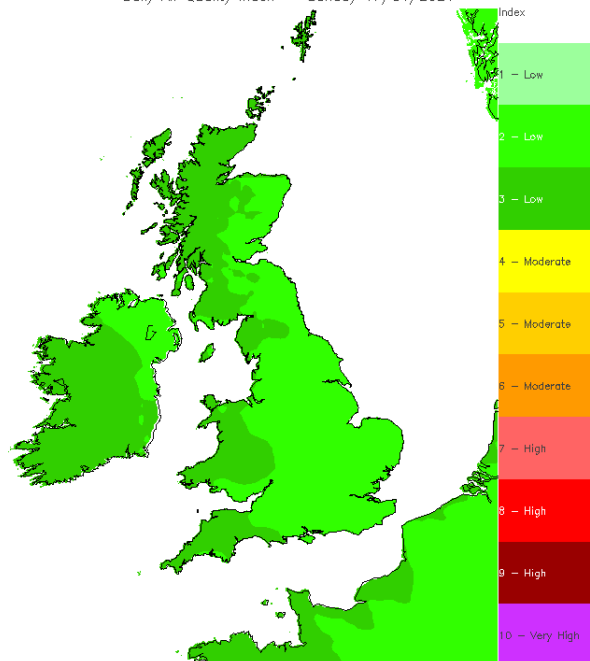 Index
1 - Low
2 - Low
3 - Low
4 - Moderate
5 - Moderate
6 - Moderate
7 - High
8 - High
9 - High
10 - Very High